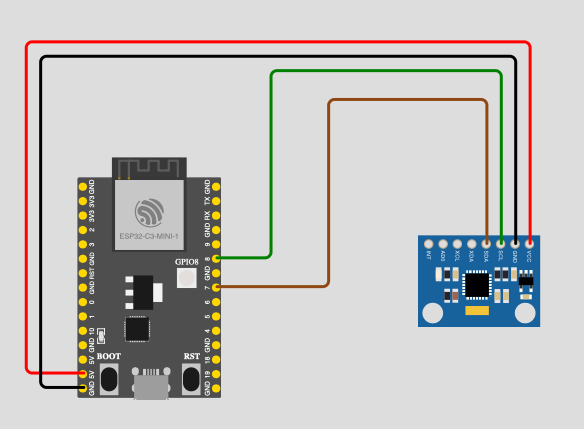 ESP32-C3-MINI-1
GND
3V3
3V3
2
3
GND
RST
GND
0
1
10
GND
5V
5V
GND
GND
TX
RX
GND
9
8
GND
7
6
5
4
GND
18
19
GND
GPIO8
BOOT
RST
INT
AD0
XCL
XDA
SDA
SCL
GND
VCC